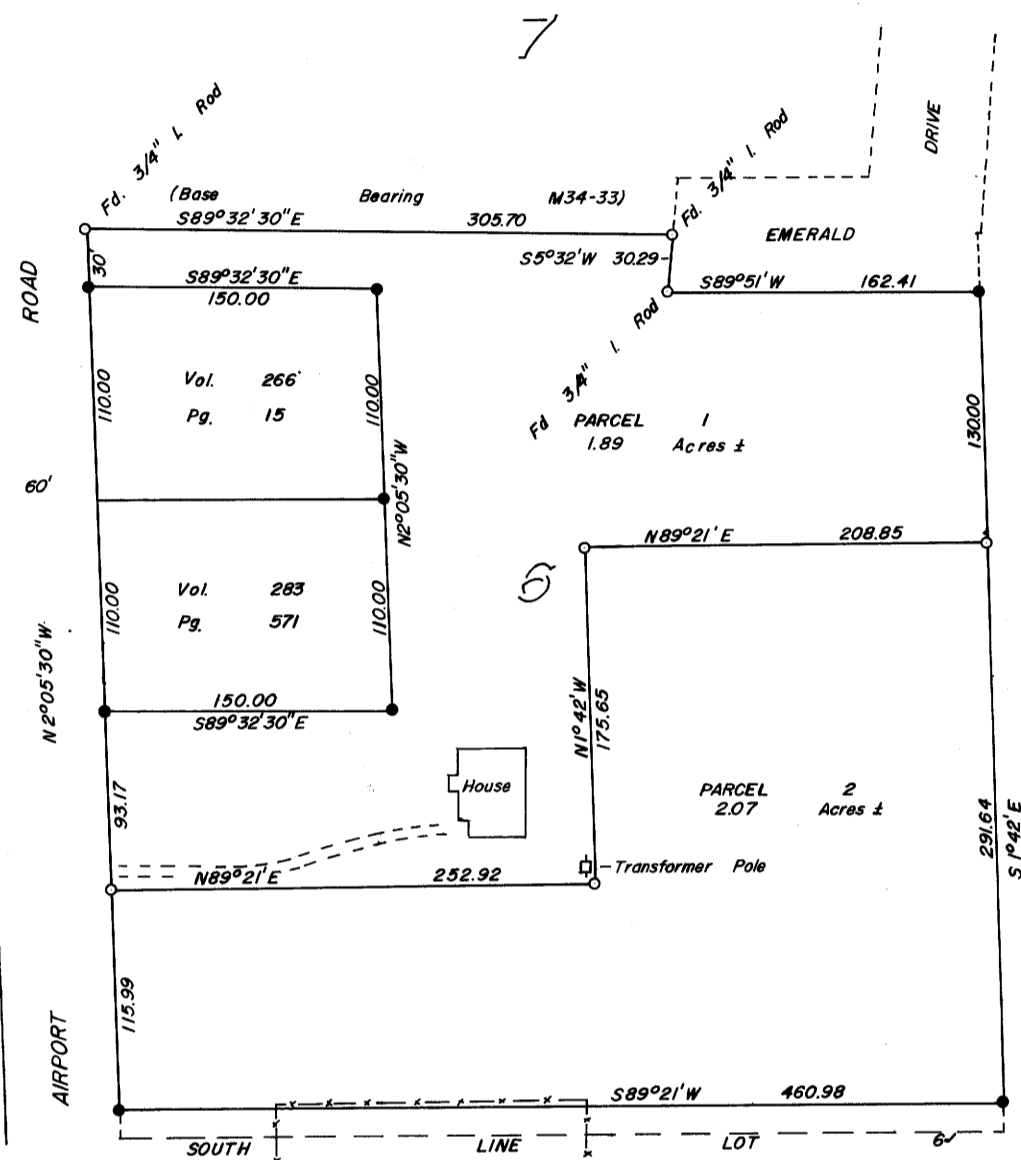 7
Fd. 3/4" I. Rod
(Base Bearing M34-33)
S89°32'30"E 305.70
Fd. 3/4" I. Rod
DRIVE
EMERALD
S5°32'W 30.29
S89°51'W 162.41
Fd 3/4" I. Rod
30'
S89°32'30"E
150.00
ROAD
110.00
Vol. 266
Pg. 15
110.00
PARCEL 1
1.89 Acres ±
130.00
60'
N2°05'30"W
N89°21'E 208.85
6
110.00
Vol. 283
Pg. 571
110.00
N2°05'30"W
150.00
S89°32'30"E
N1°42'W
175.65
House
PARCEL 2
2.07 Acres ±
291.64
S1°42'E
93.17
Transformer Pole
N89°21'E 252.92
115.99
AIRPORT
S89°21'W 460.98
SOUTH LINE LOT 6